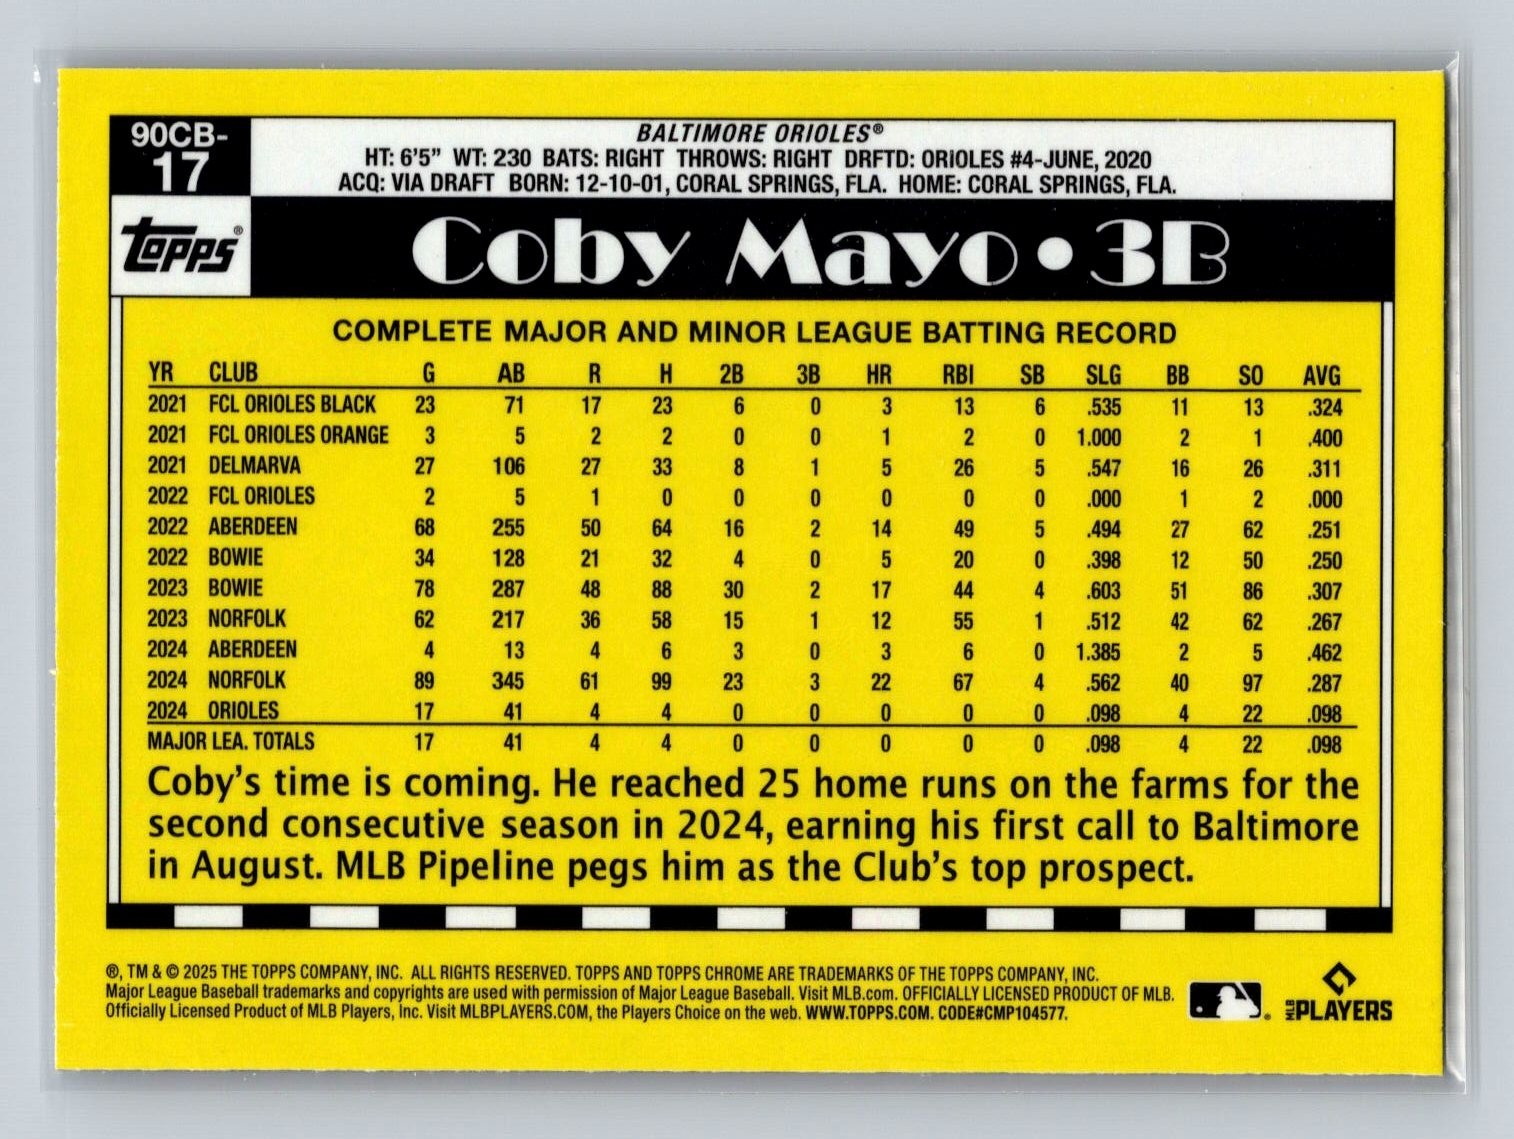 90CB-
17
BALTIMORE ORIOLES®
HT: 6'5" WT: 230 BATS: RIGHT THROWS: RIGHT DRFTD: ORIOLES #4-JUNE, 2020
ACQ: VIA DRAFT BORN: 12-10-01, CORAL SPRINGS, FLA. HOME: CORAL SPRINGS, FLA.
topps®
Coby Mayo • 3B
COMPLETE MAJOR AND MINOR LEAGUE BATTING RECORD
YR CLUB G AB R H 2B 3B HR RBI SB SLG BB SO AVG
2021 FCL ORIOLES BLACK 23 71 17 23 6 0 3 13 6 .535 11 13 .324
2021 FCL ORIOLES ORANGE 3 5 2 2 0 0 1 2 0 1.000 2 1 .400
2021 DELMARVA 27 106 27 33 8 1 5 26 5 .547 16 26 .311
2022 FCL ORIOLES 2 5 1 0 0 0 0 0 0 .000 1 2 .000
2022 ABERDEEN 68 255 50 64 16 2 14 49 5 .494 27 62 .251
2022 BOWIE 34 128 21 32 4 0 5 20 0 .398 12 50 .250
2023 BOWIE 78 287 48 88 30 2 17 44 4 .603 51 86 .307
2023 NORFOLK 62 217 36 58 15 1 12 55 1 .512 42 62 .267
2024 ABERDEEN 4 13 4 6 3 0 3 6 0 1.385 2 5 .462
2024 NORFOLK 89 345 61 99 23 3 22 67 4 .562 40 97 .287
2024 ORIOLES 17 41 4 4 0 0 0 0 0 .098 4 22 .098
MAJOR LEA. TOTALS 17 41 4 4 0 0 0 0 0 .098 4 22 .098
Coby's time is coming. He reached 25 home runs on the farms for the
second consecutive season in 2024, earning his first call to Baltimore
in August. MLB Pipeline pegs him as the Club's top prospect.
®, TM & © 2025 THE TOPPS COMPANY, INC. ALL RIGHTS RESERVED. TOPPS AND TOPPS CHROME ARE TRADEMARKS OF THE TOPPS COMPANY, INC.
Major League Baseball trademarks and copyrights are used with permission of Major League Baseball. Visit MLB.com. OFFICIALLY LICENSED PRODUCT OF MLB.
Officially Licensed Product of MLB Players, Inc. Visit MLBPLAYERS.COM, the Players Choice on the web. WWW.TOPPS.COM. CODE#CMP104577.
MLB PLAYERS